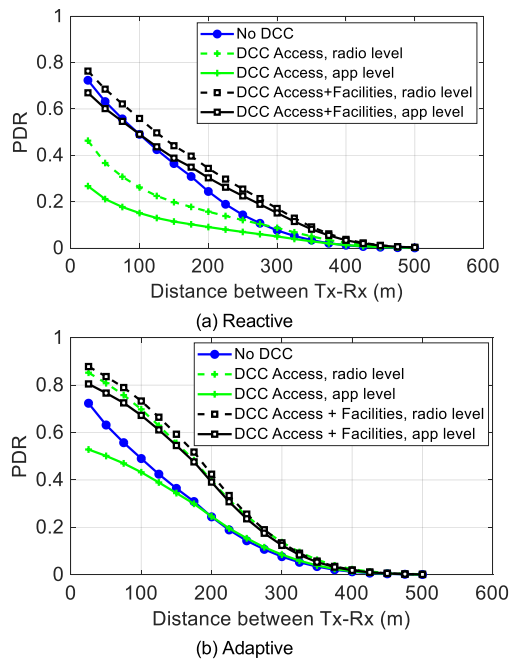 1
0.8
0.6
0.4
0.2
0
PDR
No DCC
DCC Access, radio level
DCC Access, app level
DCC Access+Facilities, radio level
DCC Access+Facilities, app level
0 100 200 300 400 500 600
Distance between Tx-Rx (m)
(a) Reactive
1
0.8
0.6
0.4
0.2
0
PDR
No DCC
DCC Access, radio level
DCC Access, app level
DCC Access + Facilities, radio level
DCC Access + Facilities, app level
0 100 200 300 400 500 600
Distance between Tx-Rx (m)
(b) Adaptive